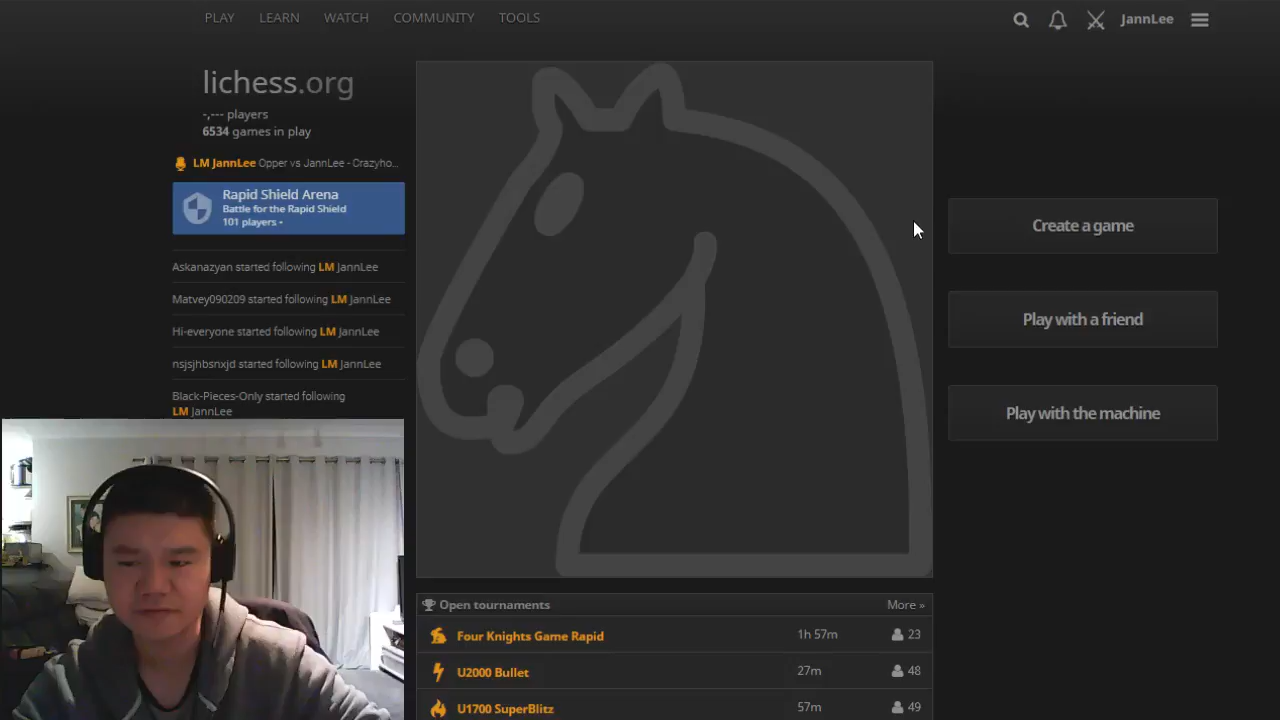 PLAY LEARN WATCH COMMUNITY TOOLS JannLee
lichess.org
-,--- players
6534 games in play
LM JannLee Opper vs JannLee - Crazyho...
Rapid Shield Arena
Battle for the Rapid Shield
101 players -
Askanazyan started following LM JannLee
Matvey090209 started following LM JannLee
Hi-everyone started following LM JannLee
nsjsjhbsnxjd started following LM JannLee
Black-Pieces-Only started following
LM JannLee
Create a game
Play with a friend
Play with the machine
Open tournaments More »
Four Knights Game Rapid 1h 57m 23
U2000 Bullet 27m 48
U1700 SuperBlitz 57m 49